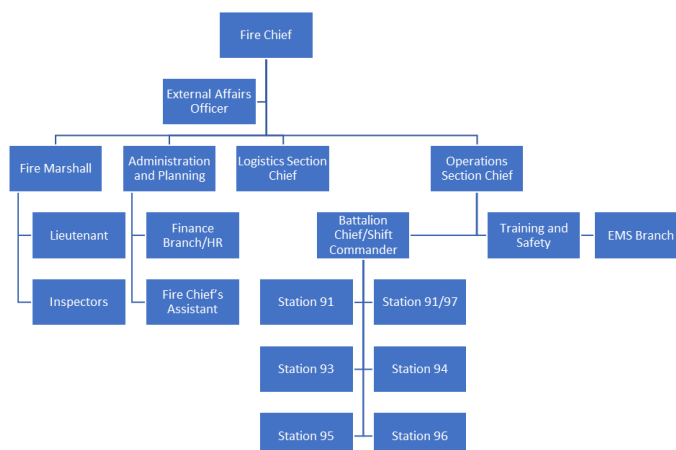 Fire Chief
External Affairs
Officer
Fire Marshall
Administration
and Planning
Logistics Section
Chief
Operations
Section Chief
Lieutenant
Finance
Branch/HR
Battalion
Chief/Shift
Commander
Training and
Safety
EMS Branch
Inspectors
Fire Chief’s
Assistant
Station 91
Station 91/97
Station 93
Station 94
Station 95
Station 96